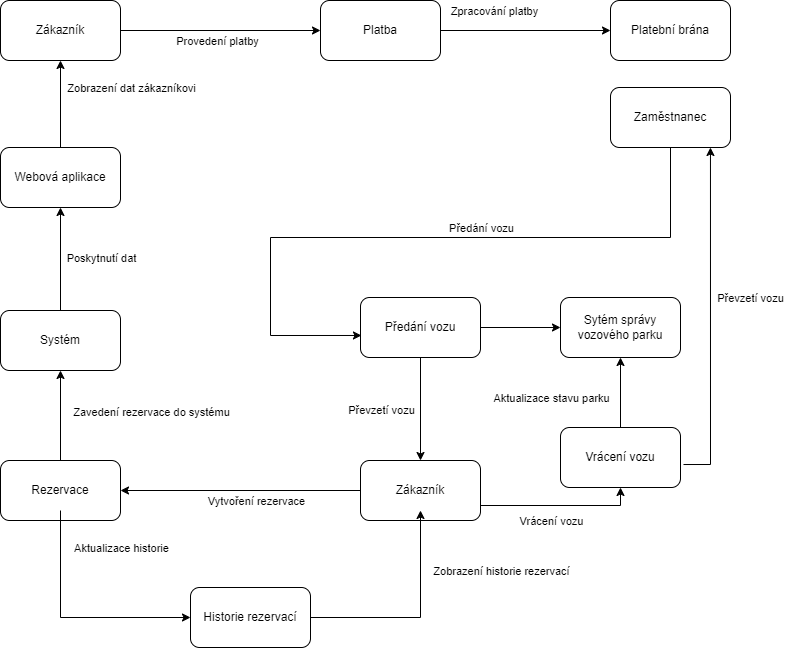 Zpracování platby
Zákazník
Platba
Platební brána
Provedení platby
Zobrazení dat zákazníkovi
Zaměstnanec
Webová aplikace
Předání vozu
Poskytnutí dat
Převzetí vozu
Předání vozu
Sytém správy
vozového parku
Systém
Aktualizace stavu parku
Zavedení rezervace do systému
Převzetí vozu
Vrácení vozu
Rezervace
Zákazník
Vytvoření rezervace
Vrácení vozu
Aktualizace historie
Zobrazení historie rezervací
Historie rezervací